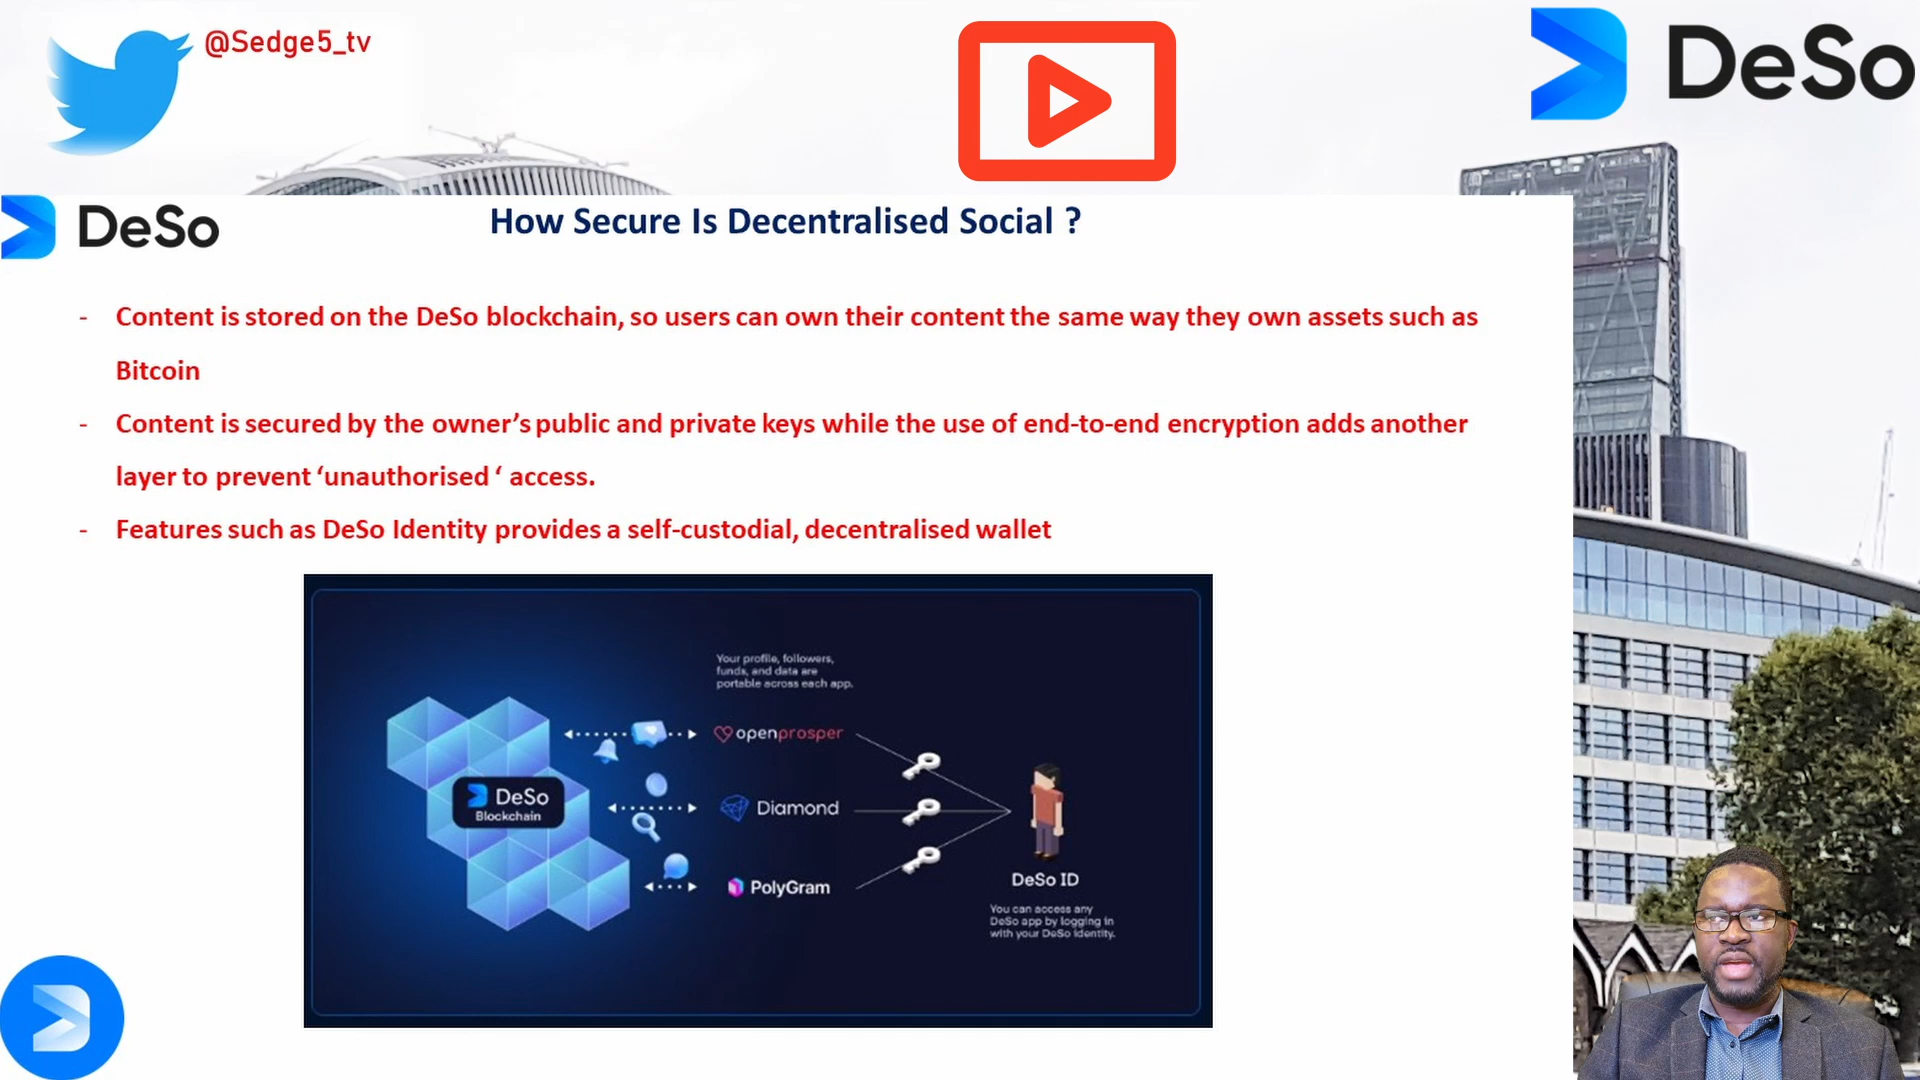 @Sedge5_tv
DeSo
DeSo
How Secure Is Decentralised Social ?
- Content is stored on the DeSo blockchain, so users can own their content the same way they own assets such as
Bitcoin
- Content is secured by the owner’s public and private keys while the use of end-to-end encryption adds another
layer to prevent ‘unauthorised ‘ access.
- Features such as DeSo Identity provides a self-custodial, decentralised wallet
Your profile, followers,
funds, and data are
portable across each app.
openprosper
DeSo
Blockchain
Diamond
PolyGram
DeSo ID
You can access any
DeSo app by logging in
with your DeSo identity.